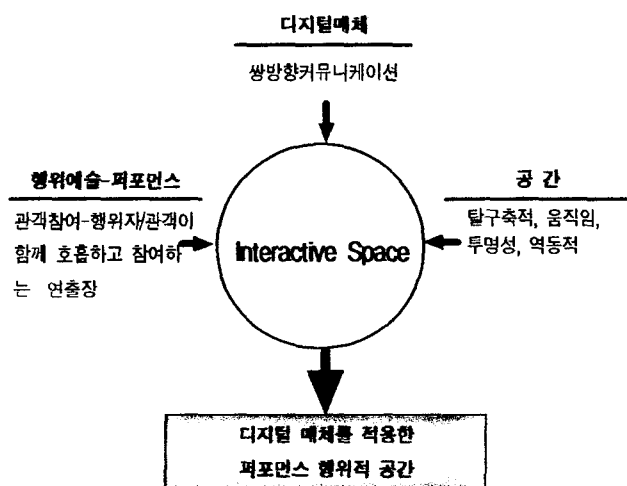 디지털매체
쌍방향커뮤니케이션
행위예술-퍼포먼스
관객참여-행위자/관객이
함께 호흡하고 참여하
는 연출장
Interactive Space
공 간
탈구축적, 움직임,
투명성, 역동적
디지털 매체를 적용한
퍼포먼스 행위적 공간